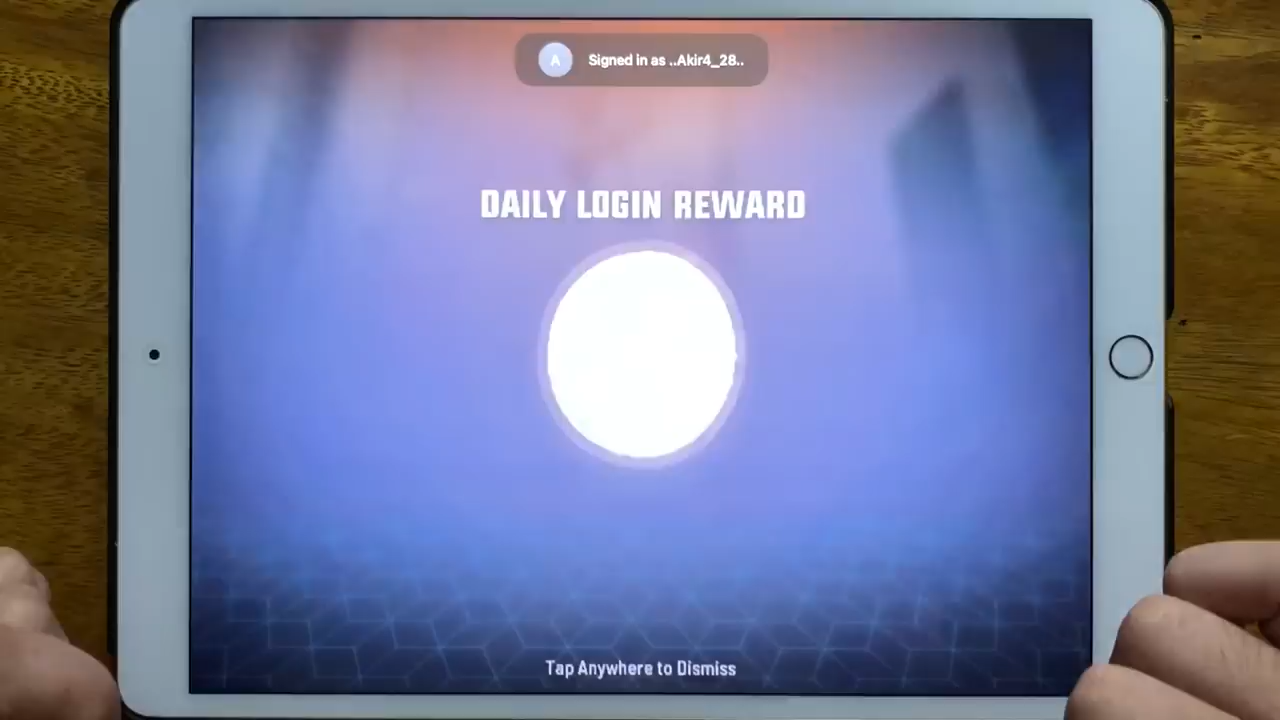 A
Signed in as ..Akir4_28..
DAILY LOGIN REWARD
Tap Anywhere to Dismiss